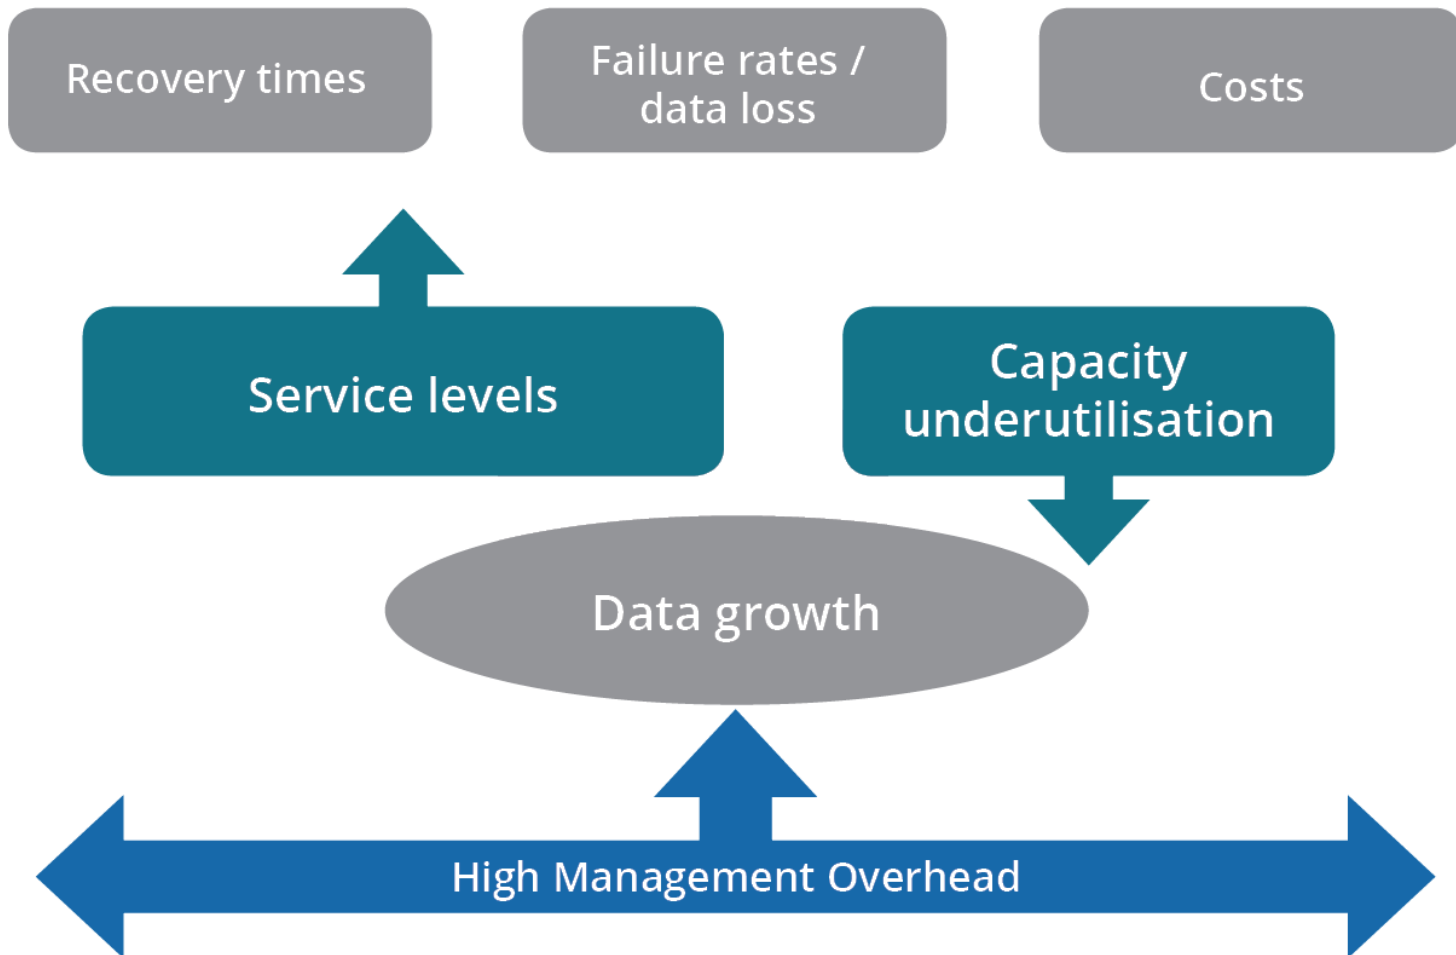 Recovery times
Failure rates /
data loss
Costs
Service levels
Capacity
underutilisation
Data growth
High Management Overhead